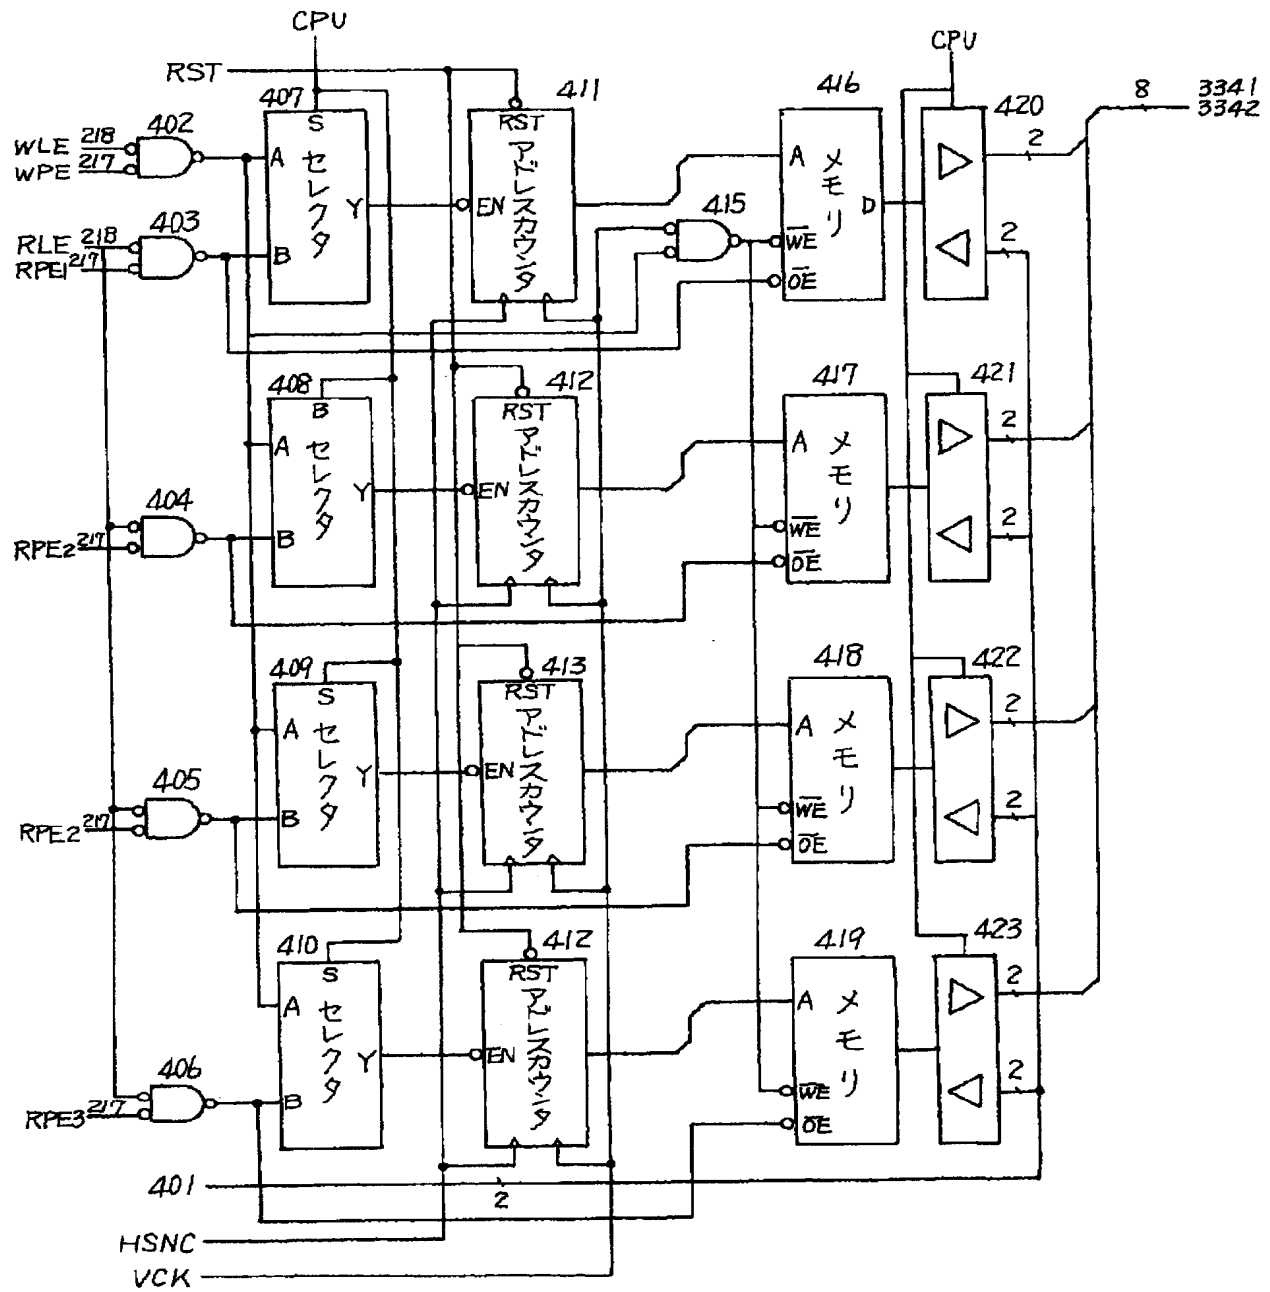 CPU
CPU
RST
407
411
416
420
8
3341
3342
WLE 218
WPE 217
402
S
A
セレクタ
Y
B
RST
アドレスカウンタ
EN
A
メモリ
D
WE
OE
2
2
415
RLE 218
RPE1 217
403
408
B
A
セレクタ
Y
B
412
RST
アドレスカウンタ
EN
417
A
メモリ
WE
OE
421
2
2
404
RPE2 217
409
S
A
セレクタ
Y
B
413
RST
アドレスカウンタ
EN
418
A
メモリ
WE
OE
422
2
2
405
RPE2 217
410
S
A
セレクタ
Y
B
412
RST
アドレスカウンタ
EN
419
A
メモリ
WE
OE
423
2
2
406
RPE3 217
401
2
HSNC
VCK